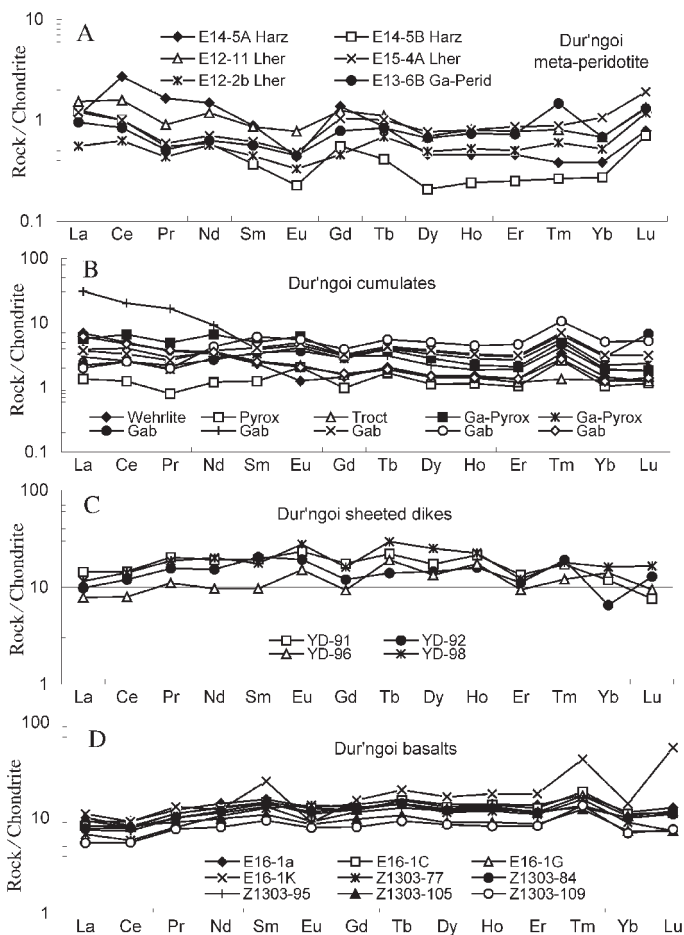 10
1
0.1
Rock / Chondrite
A
E14-5A Harz E14-5B Harz
E12-11 Lher E15-4A Lher
E12-2b Lher E13-6B Ga-Perid
Dur'ngoi
meta-peridotite
La Ce Pr Nd Sm Eu Gd Tb Dy Ho Er Tm Yb Lu
100
10
1
0.1
Rock / Chondrite
B
Dur'ngoi cumulates
Wehrlite Pyrox Troct Ga-Pyrox Ga-Pyrox
Gab Gab Gab Gab Gab
La Ce Pr Nd Sm Eu Gd Tb Dy Ho Er Tm Yb Lu
100
10
1
Rock / Chondrite
C
Dur'ngoi sheeted dikes
YD-91 YD-92
YD-96 YD-98
La Ce Pr Nd Sm Eu Gd Tb Dy Ho Er Tm Yb Lu
100
10
1
Rock / Chondrite
D
Dur'ngoi basalts
E16-1a E16-1C E16-1G
E16-1K Z1303-77 Z1303-84
Z1303-95 Z1303-105 Z1303-109
La Ce Pr Nd Sm Eu Gd Tb Dy Ho Er Tm Yb Lu